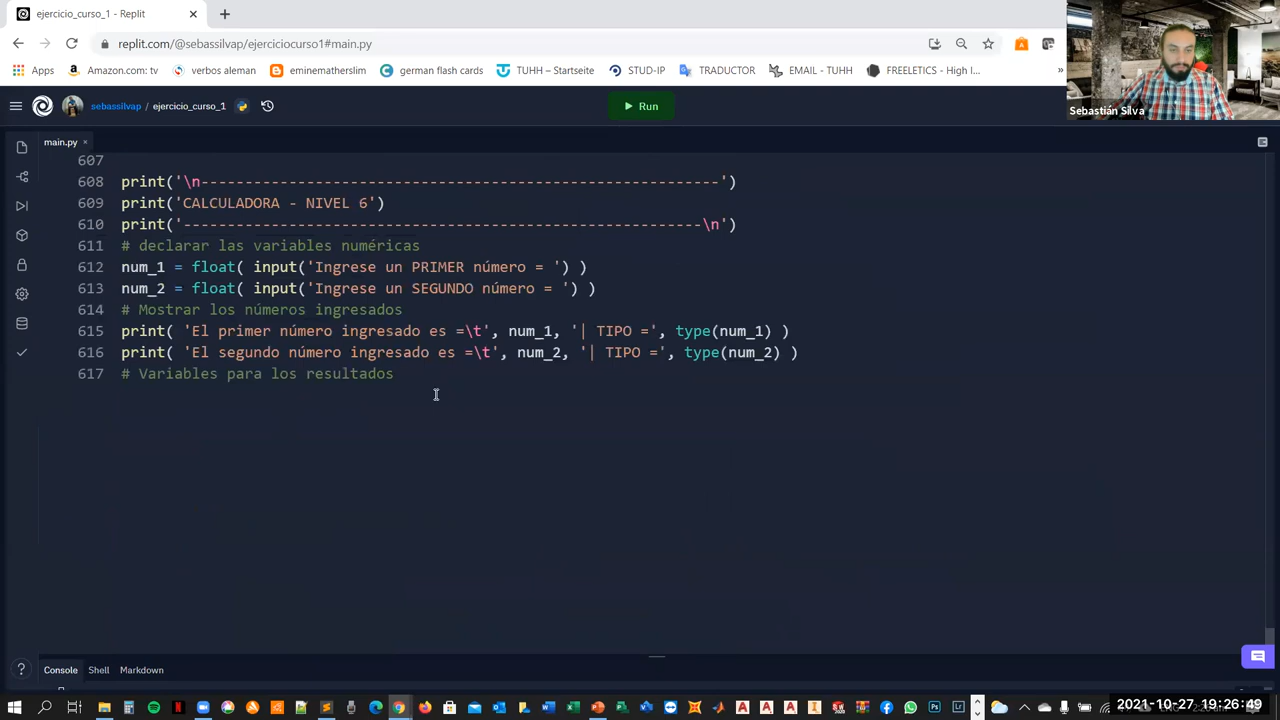 ejercicio_curso_1 - Replit
replit.com/@sebassilvap/ejerciciocurso1#main.py
Apps
Amazon.com: tv
verbos aleman
eminemathslim
german flash cards
TUHH - Startseite
STUD-IP
TRADUCTOR
EMAIL - TUHH
FREELETICS - High I...
»
Sebastián Silva
sebassilvap / ejercicio_curso_1
Run
main.py
607
608 print('\n-----------------------------------------------------------')
609 print('CALCULADORA - NIVEL 6')
610 print('-----------------------------------------------------------\n')
611 # declarar las variables numéricas
612 num_1 = float( input('Ingrese un PRIMER número = ') )
613 num_2 = float( input('Ingrese un SEGUNDO número = ') )
614 # Mostrar los números ingresados
615 print( 'El primer número ingresado es =\t', num_1, '| TIPO =', type(num_1) )
616 print( 'El segundo número ingresado es =\t', num_2, '| TIPO =', type(num_2) )
617 # Variables para los resultados
Console
Shell
Markdown
2021-10-27 19:26:49